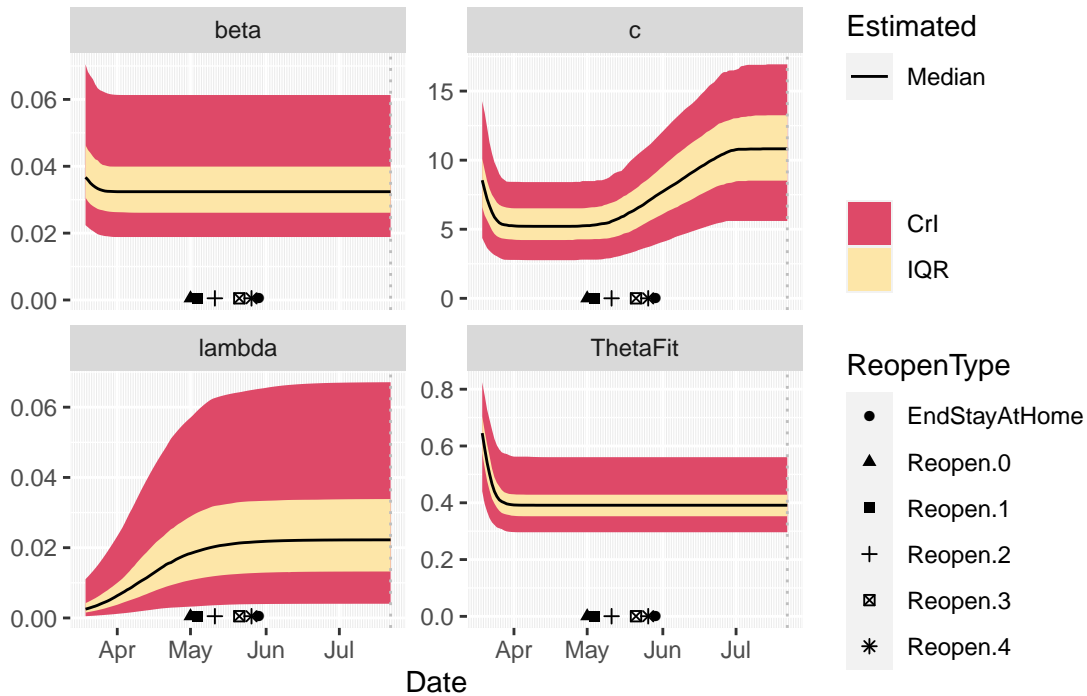 beta
c
0.06
0.04
0.02
0.00
15
10
5
0
lambda
ThetaFit
0.06
0.04
0.02
0.00
0.8
0.6
0.4
0.2
0.0
Apr May Jun Jul
Apr May Jun Jul
Date
Estimated
Median
CrI
IQR
ReopenType
EndStayAtHome
Reopen.0
Reopen.1
Reopen.2
Reopen.3
Reopen.4